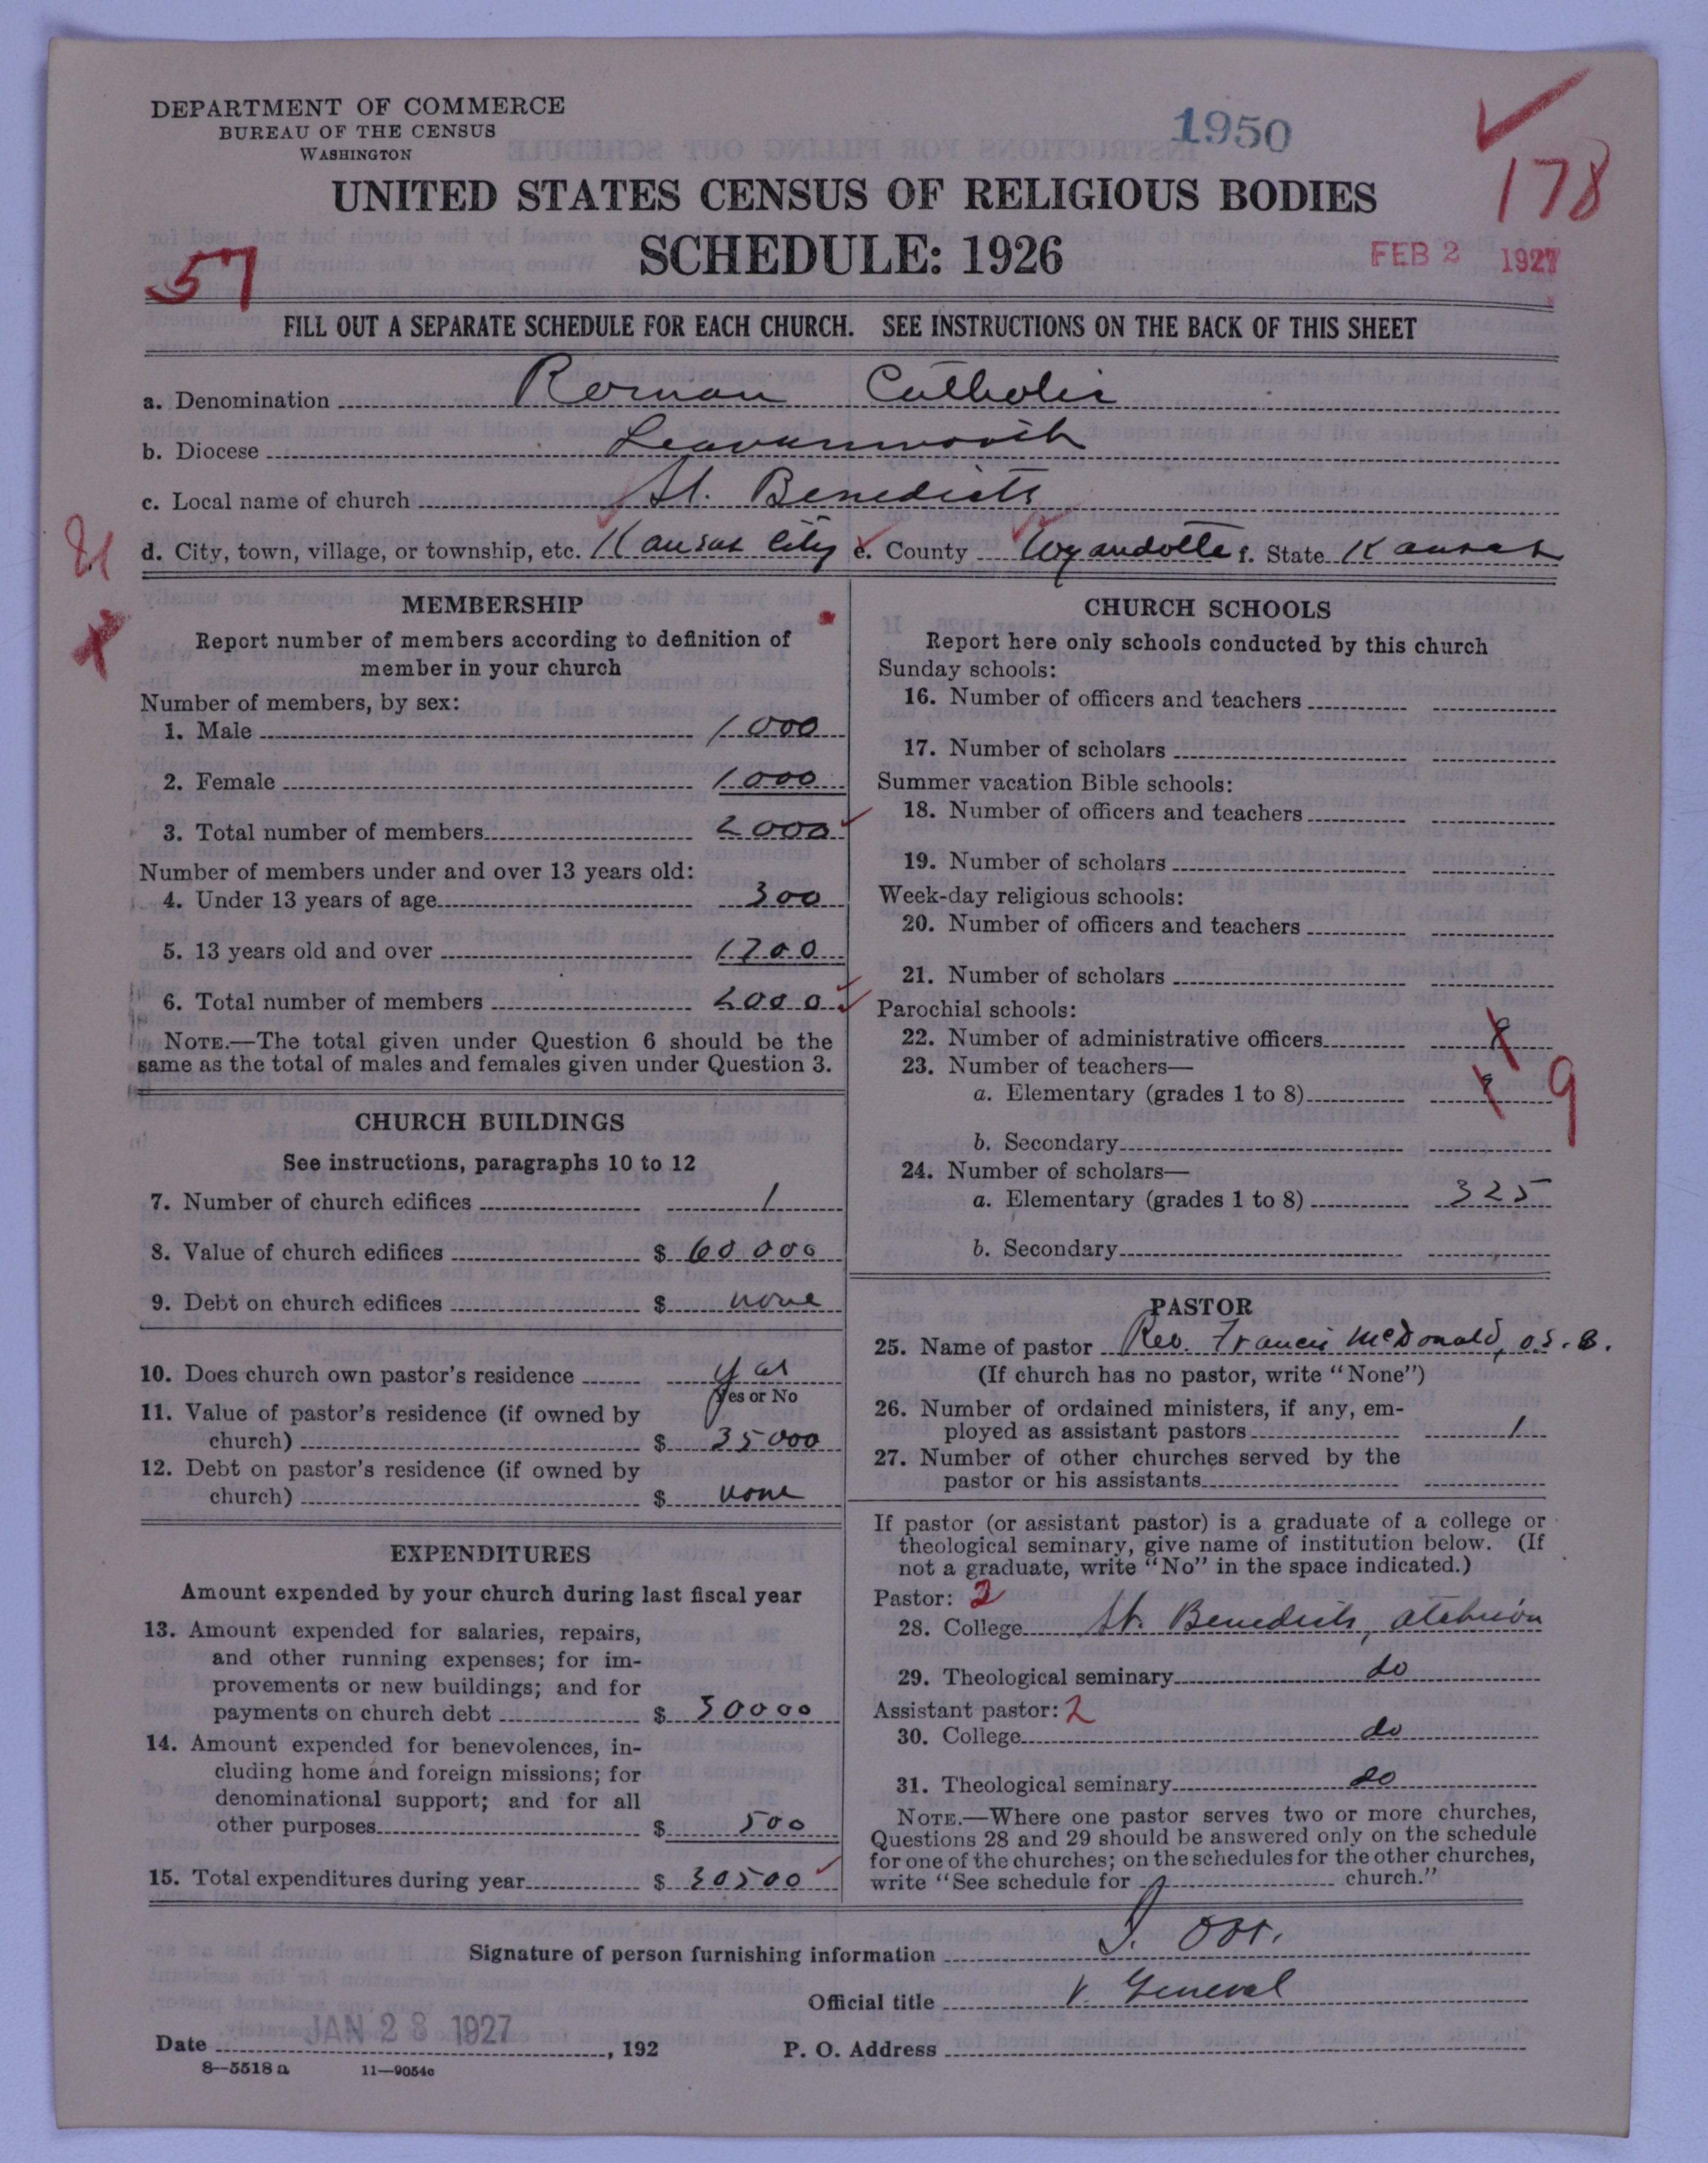 DEPARTMENT OF COMMERCE
BUREAU OF THE CENSUS
WASHINGTON
1950
178
UNITED STATES CENSUS OF RELIGIOUS BODIES
SCHEDULE: 1926
57
FEB 2 1927
FILL OUT A SEPARATE SCHEDULE FOR EACH CHURCH. SEE INSTRUCTIONS ON THE BACK OF THIS SHEET
a. Denomination Roman Catholic
b. Diocese Leavenworth
c. Local name of church St. Benedicts
d. City, town, village, or township, etc. Kansas City e. County Wyandotte f. State Kansas
MEMBERSHIP
Report number of members according to definition of
member in your church
Number of members, by sex:
1. Male 1000
2. Female 1000
3. Total number of members 2000
Number of members under and over 13 years old:
4. Under 13 years of age 300
5. 13 years old and over 1700
6. Total number of members 2000
NOTE.—The total given under Question 6 should be the
same as the total of males and females given under Question 3.
CHURCH BUILDINGS
See instructions, paragraphs 10 to 12
7. Number of church edifices 1
8. Value of church edifices $ 60000
9. Debt on church edifices $ none
10. Does church own pastor's residence yes
Yes or No
11. Value of pastor's residence (if owned by
church) $ 35000
12. Debt on pastor's residence (if owned by
church) $ none
EXPENDITURES
Amount expended by your church during last fiscal year
13. Amount expended for salaries, repairs,
and other running expenses; for im-
provements or new buildings; and for
payments on church debt $ 30000
14. Amount expended for benevolences, in-
cluding home and foreign missions; for
denominational support; and for all
other purposes $ 500
15. Total expenditures during year $ 30500
CHURCH SCHOOLS
Report here only schools conducted by this church
Sunday schools:
16. Number of officers and teachers
17. Number of scholars
Summer vacation Bible schools:
18. Number of officers and teachers
19. Number of scholars
Week-day religious schools:
20. Number of officers and teachers
21. Number of scholars
Parochial schools:
22. Number of administrative officers
23. Number of teachers—
a. Elementary (grades 1 to 8) 9
b. Secondary
24. Number of scholars—
a. Elementary (grades 1 to 8) 325
b. Secondary
PASTOR
25. Name of pastor Rev. Francis McDonald, O.S.B.
(If church has no pastor, write "None")
26. Number of ordained ministers, if any, em-
ployed as assistant pastors 1
27. Number of other churches served by the
pastor or his assistants
If pastor (or assistant pastor) is a graduate of a college or
theological seminary, give name of institution below. (If
not a graduate, write "No" in the space indicated.)
Pastor: 2
28. College St. Benedicts, Atchison
29. Theological seminary do
Assistant pastor: 2
30. College do
31. Theological seminary do
NOTE.—Where one pastor serves two or more churches,
Questions 28 and 29 should be answered only on the schedule
for one of the churches; on the schedules for the other churches,
write "See schedule for church."
Signature of person furnishing information J. Orr.
Official title V. General
Date JAN 28 1927, 192 P. O. Address
8—5518a 11—9054c